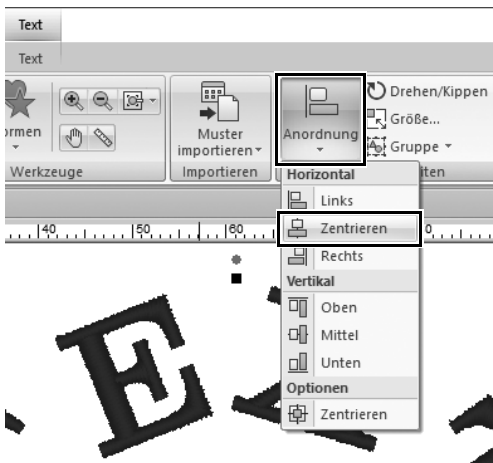 Text
Text
Drehen/Kippen
Größe...
Gruppe
ormen
Muster
importieren
Anordnung
Werkzeuge
Importieren
iten
Horizontal
Links
40 50 60 0
Zentrieren
Rechts
Vertikal
Oben
Mittel
Unten
Optionen
Zentrieren
E